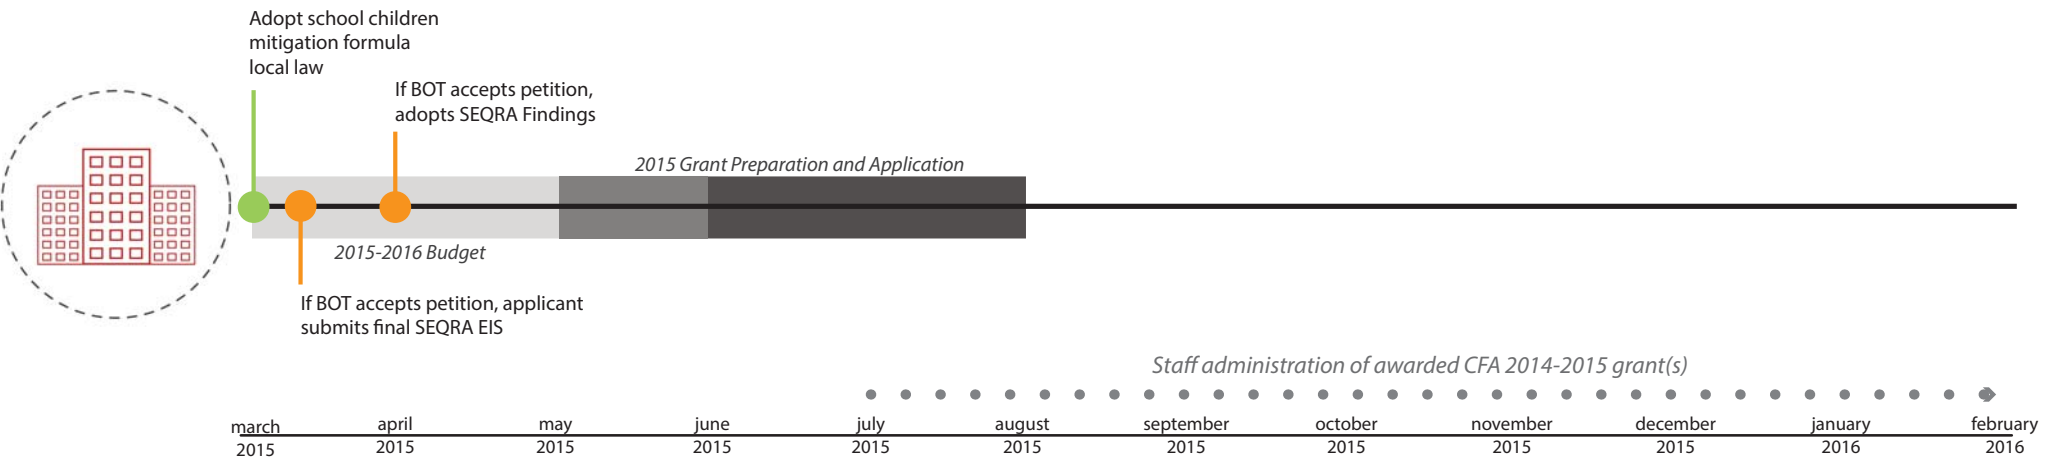 Adopt school children
mitigation formula
local law
If BOT accepts petition,
adopts SEQRA Findings
2015 Grant Preparation and Application
2015-2016 Budget
If BOT accepts petition, applicant
submits final SEQRA EIS
Staff administration of awarded CFA 2014-2015 grant(s)
march april may june july august september october november december january february
2015 2015 2015 2015 2015 2015 2015 2015 2015 2015 2016 2016